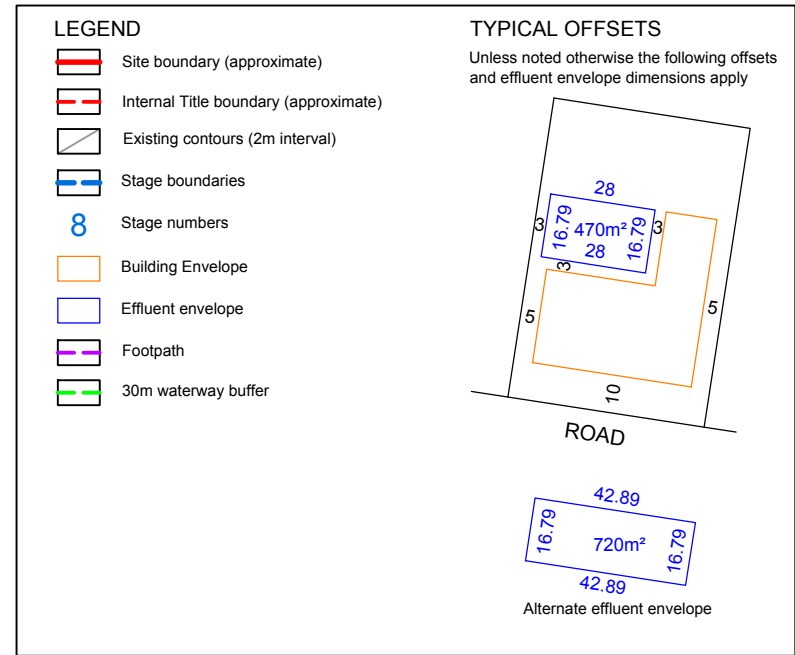 LEGEND
Site boundary (approximate)
Internal Title boundary (approximate)
Existing contours (2m interval)
Stage boundaries
8 Stage numbers
Building Envelope
Effluent envelope
Footpath
30m waterway buffer
TYPICAL OFFSETS
Unless noted otherwise the following offsets
and effluent envelope dimensions apply
28
3 16.79 470m² 16.79 3
28
3
5 5
10
ROAD
42.89
16.79 720m² 16.79
42.89
Alternate effluent envelope